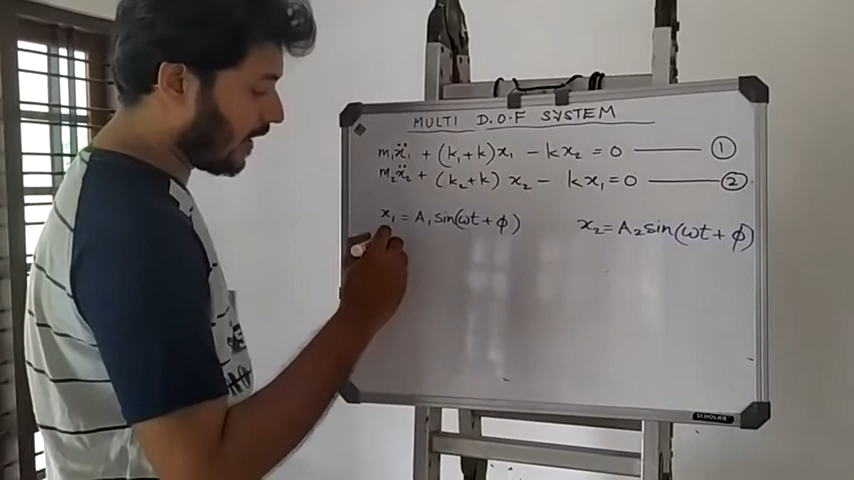 MULTI D.O.F SYSTEM
m₁ẍ₁ + (k₁+k)x₁ - kx₂ = 0 ——— ①
m₂ẍ₂ + (k₂+k)x₂ - kx₁ = 0 ——— ②
x₁ = A₁ sin(ωt+ϕ) x₂ = A₂ sin(ωt+ϕ)
SCHOLAR